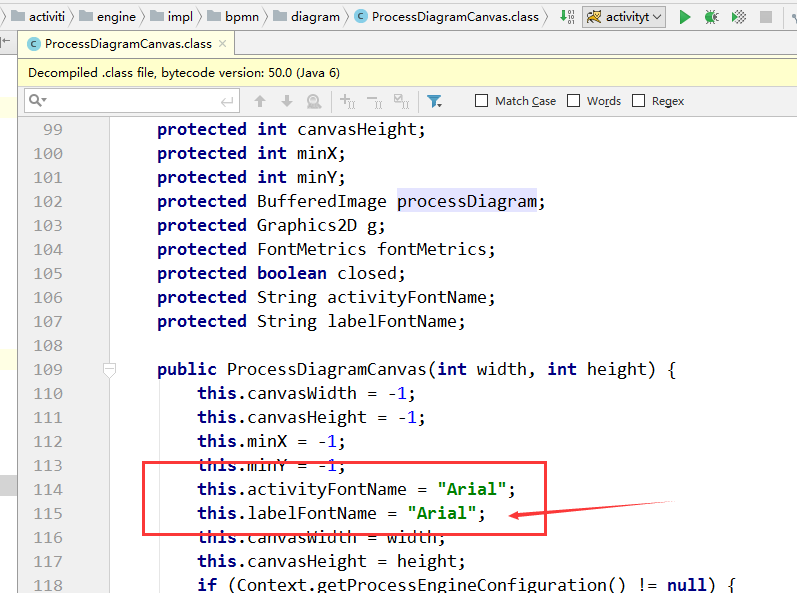 activiti engine impl bpmn diagram ProcessDiagramCanvas.class activityt
ProcessDiagramCanvas.class
Decompiled .class file, bytecode version: 50.0 (Java 6)
Match Case Words Regex
99 protected int canvasHeight;
100 protected int minX;
101 protected int minY;
102 protected BufferedImage processDiagram;
103 protected Graphics2D g;
104 protected FontMetrics fontMetrics;
105 protected boolean closed;
106 protected String activityFontName;
107 protected String labelFontName;
108
109 public ProcessDiagramCanvas(int width, int height) {
110 this.canvasWidth = -1;
111 this.canvasHeight = -1;
112 this.minX = -1;
113 this.minY = -1;
114 this.activityFontName = "Arial";
115 this.labelFontName = "Arial";
116 this.canvasWidth = width;
117 this.canvasHeight = height;
118 if (Context.getProcessEngineConfiguration() != null) {